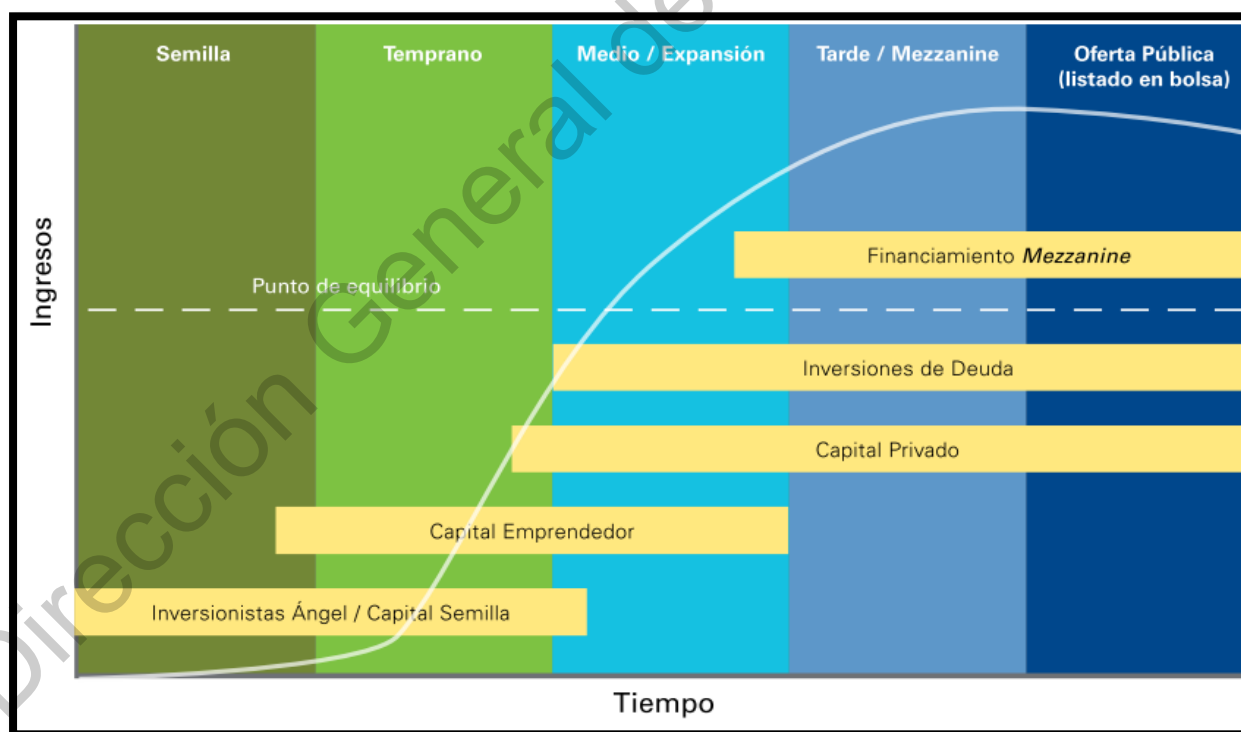 Semilla
Temprano
Medio / Expansión
Tarde / Mezzanine
Oferta Pública
(listado en bolsa)
Ingresos
Financiamiento Mezzanine
Punto de equilibrio
Inversiones de Deuda
Capital Privado
Capital Emprendedor
Inversionistas Ángel / Capital Semilla
Tiempo
Dirección General de